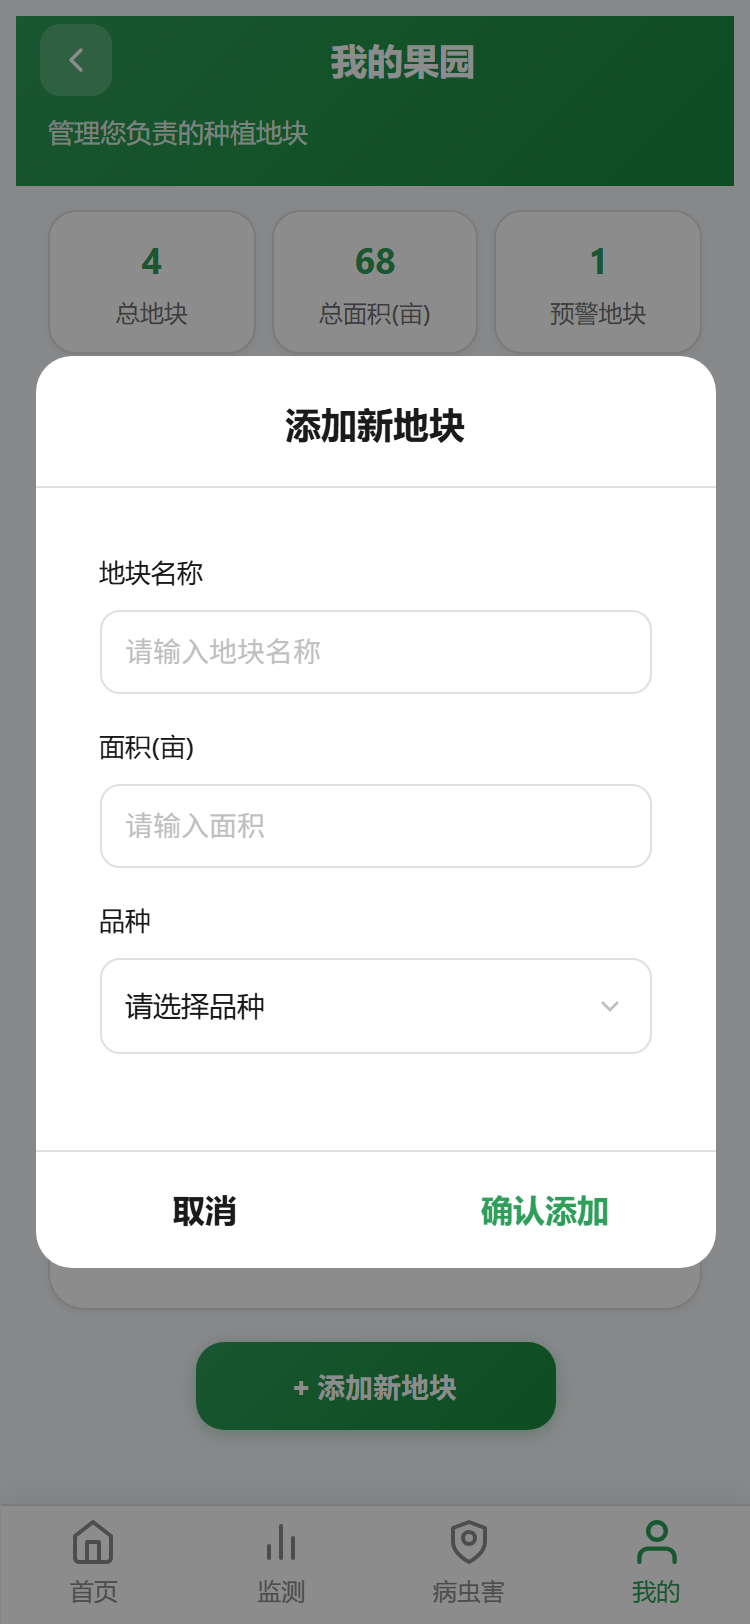 我的果园
管理您负责的种植地块
4
68
1
总地块
总面积(亩)
预警地块
添加新地块
地块名称
请输入地块名称
面积(亩)
请输入面积
品种
请选择品种
取消
确认添加
+ 添加新地块
首页
监测
病虫害
我的